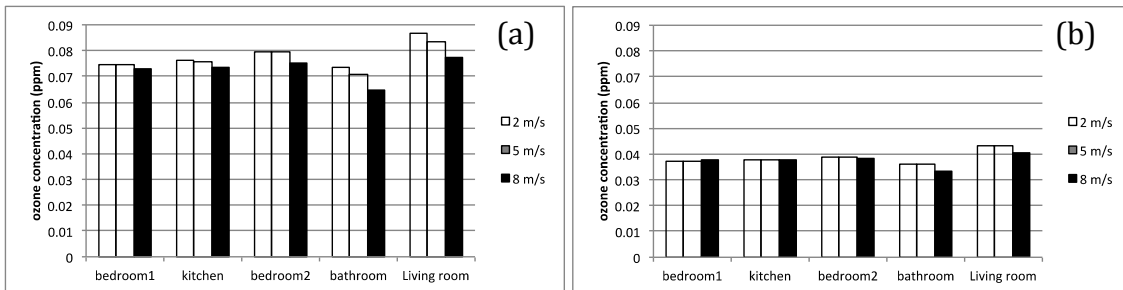 (a)
ozone concentration (ppm)
0.09
0.08
0.07
0.06
0.05
0.04
0.03
0.02
0.01
0
bedroom1 kitchen bedroom2 bathroom Living room
2 m/s
5 m/s
8 m/s
(b)
ozone concentration (ppm)
0.09
0.08
0.07
0.06
0.05
0.04
0.03
0.02
0.01
0
bedroom1 kitchen bedroom2 bathroom Living room
2 m/s
5 m/s
8 m/s